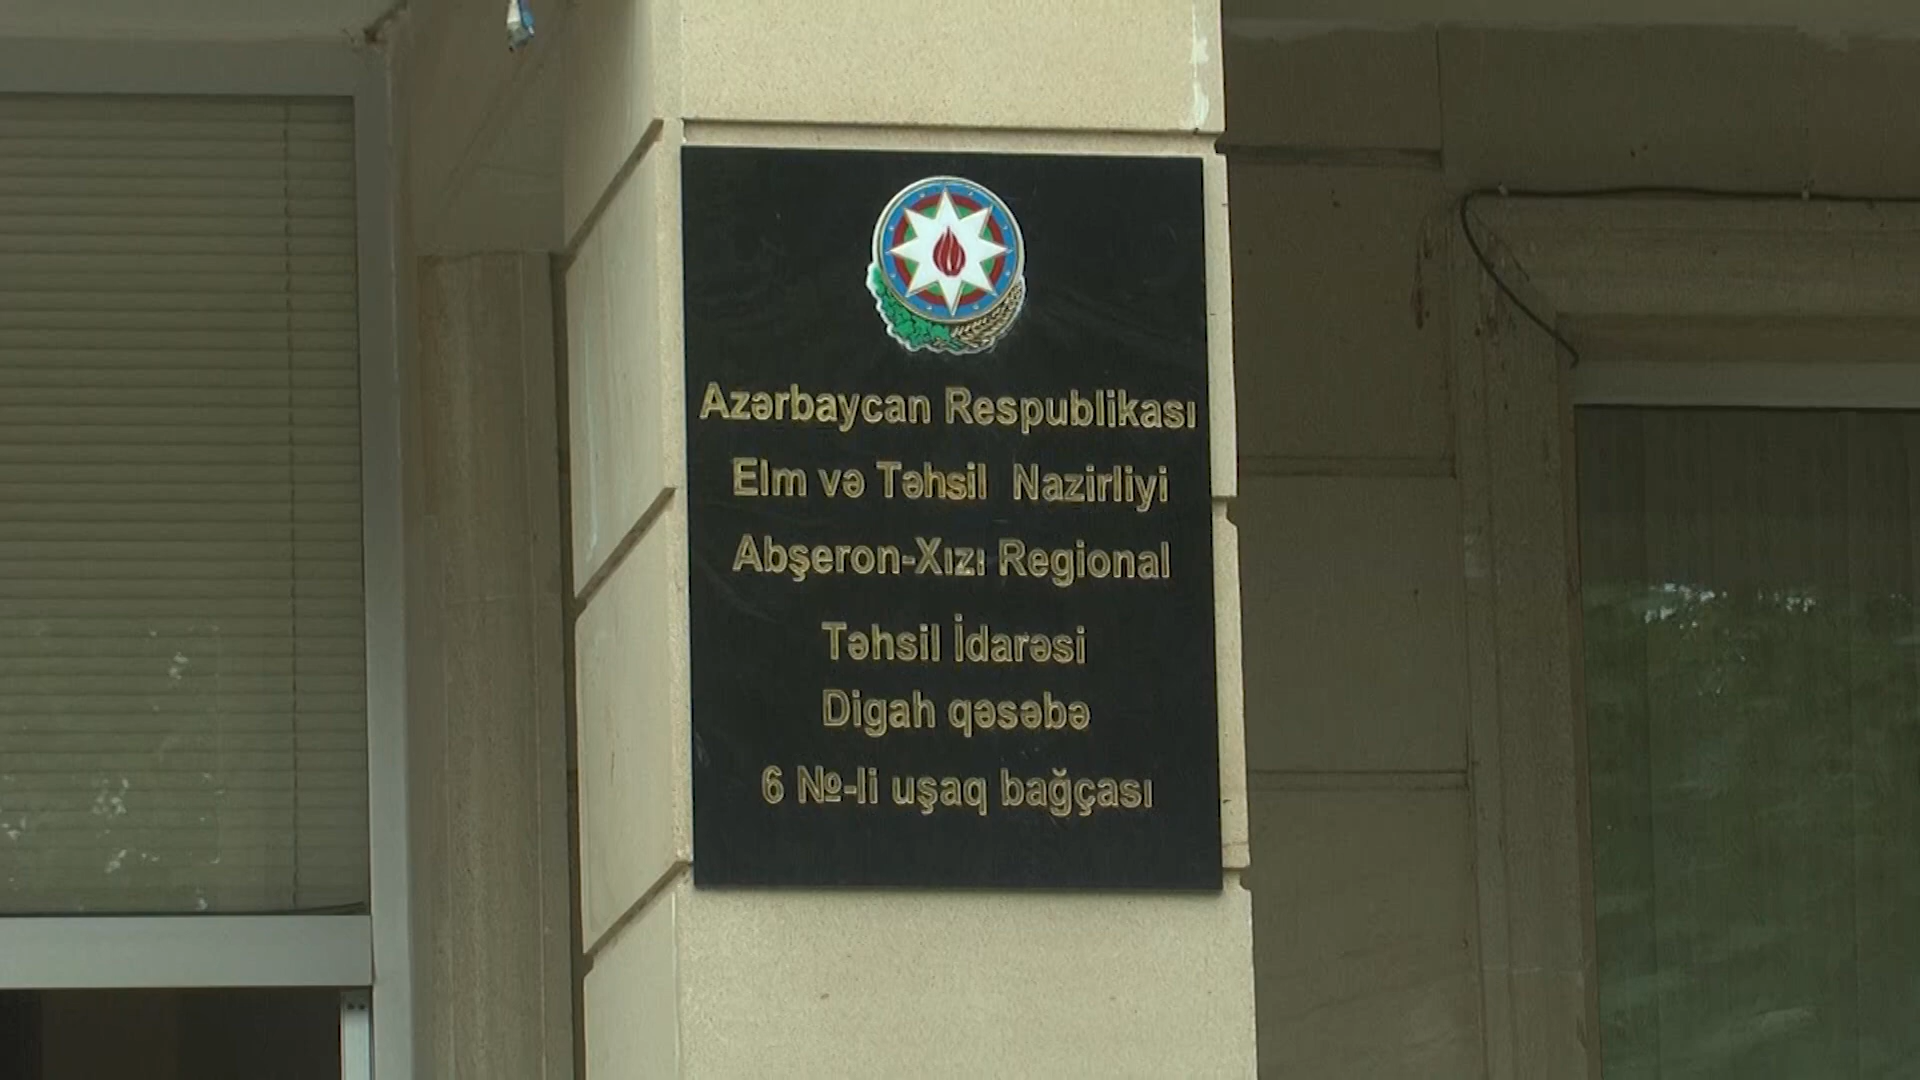 Azərbaycan Respublikası
Elm və Təhsil Nazirliyi
Abşeron-Xızı Regional
Təhsil İdarəsi
Digah qəsəbə
6 №-li uşaq bağçası